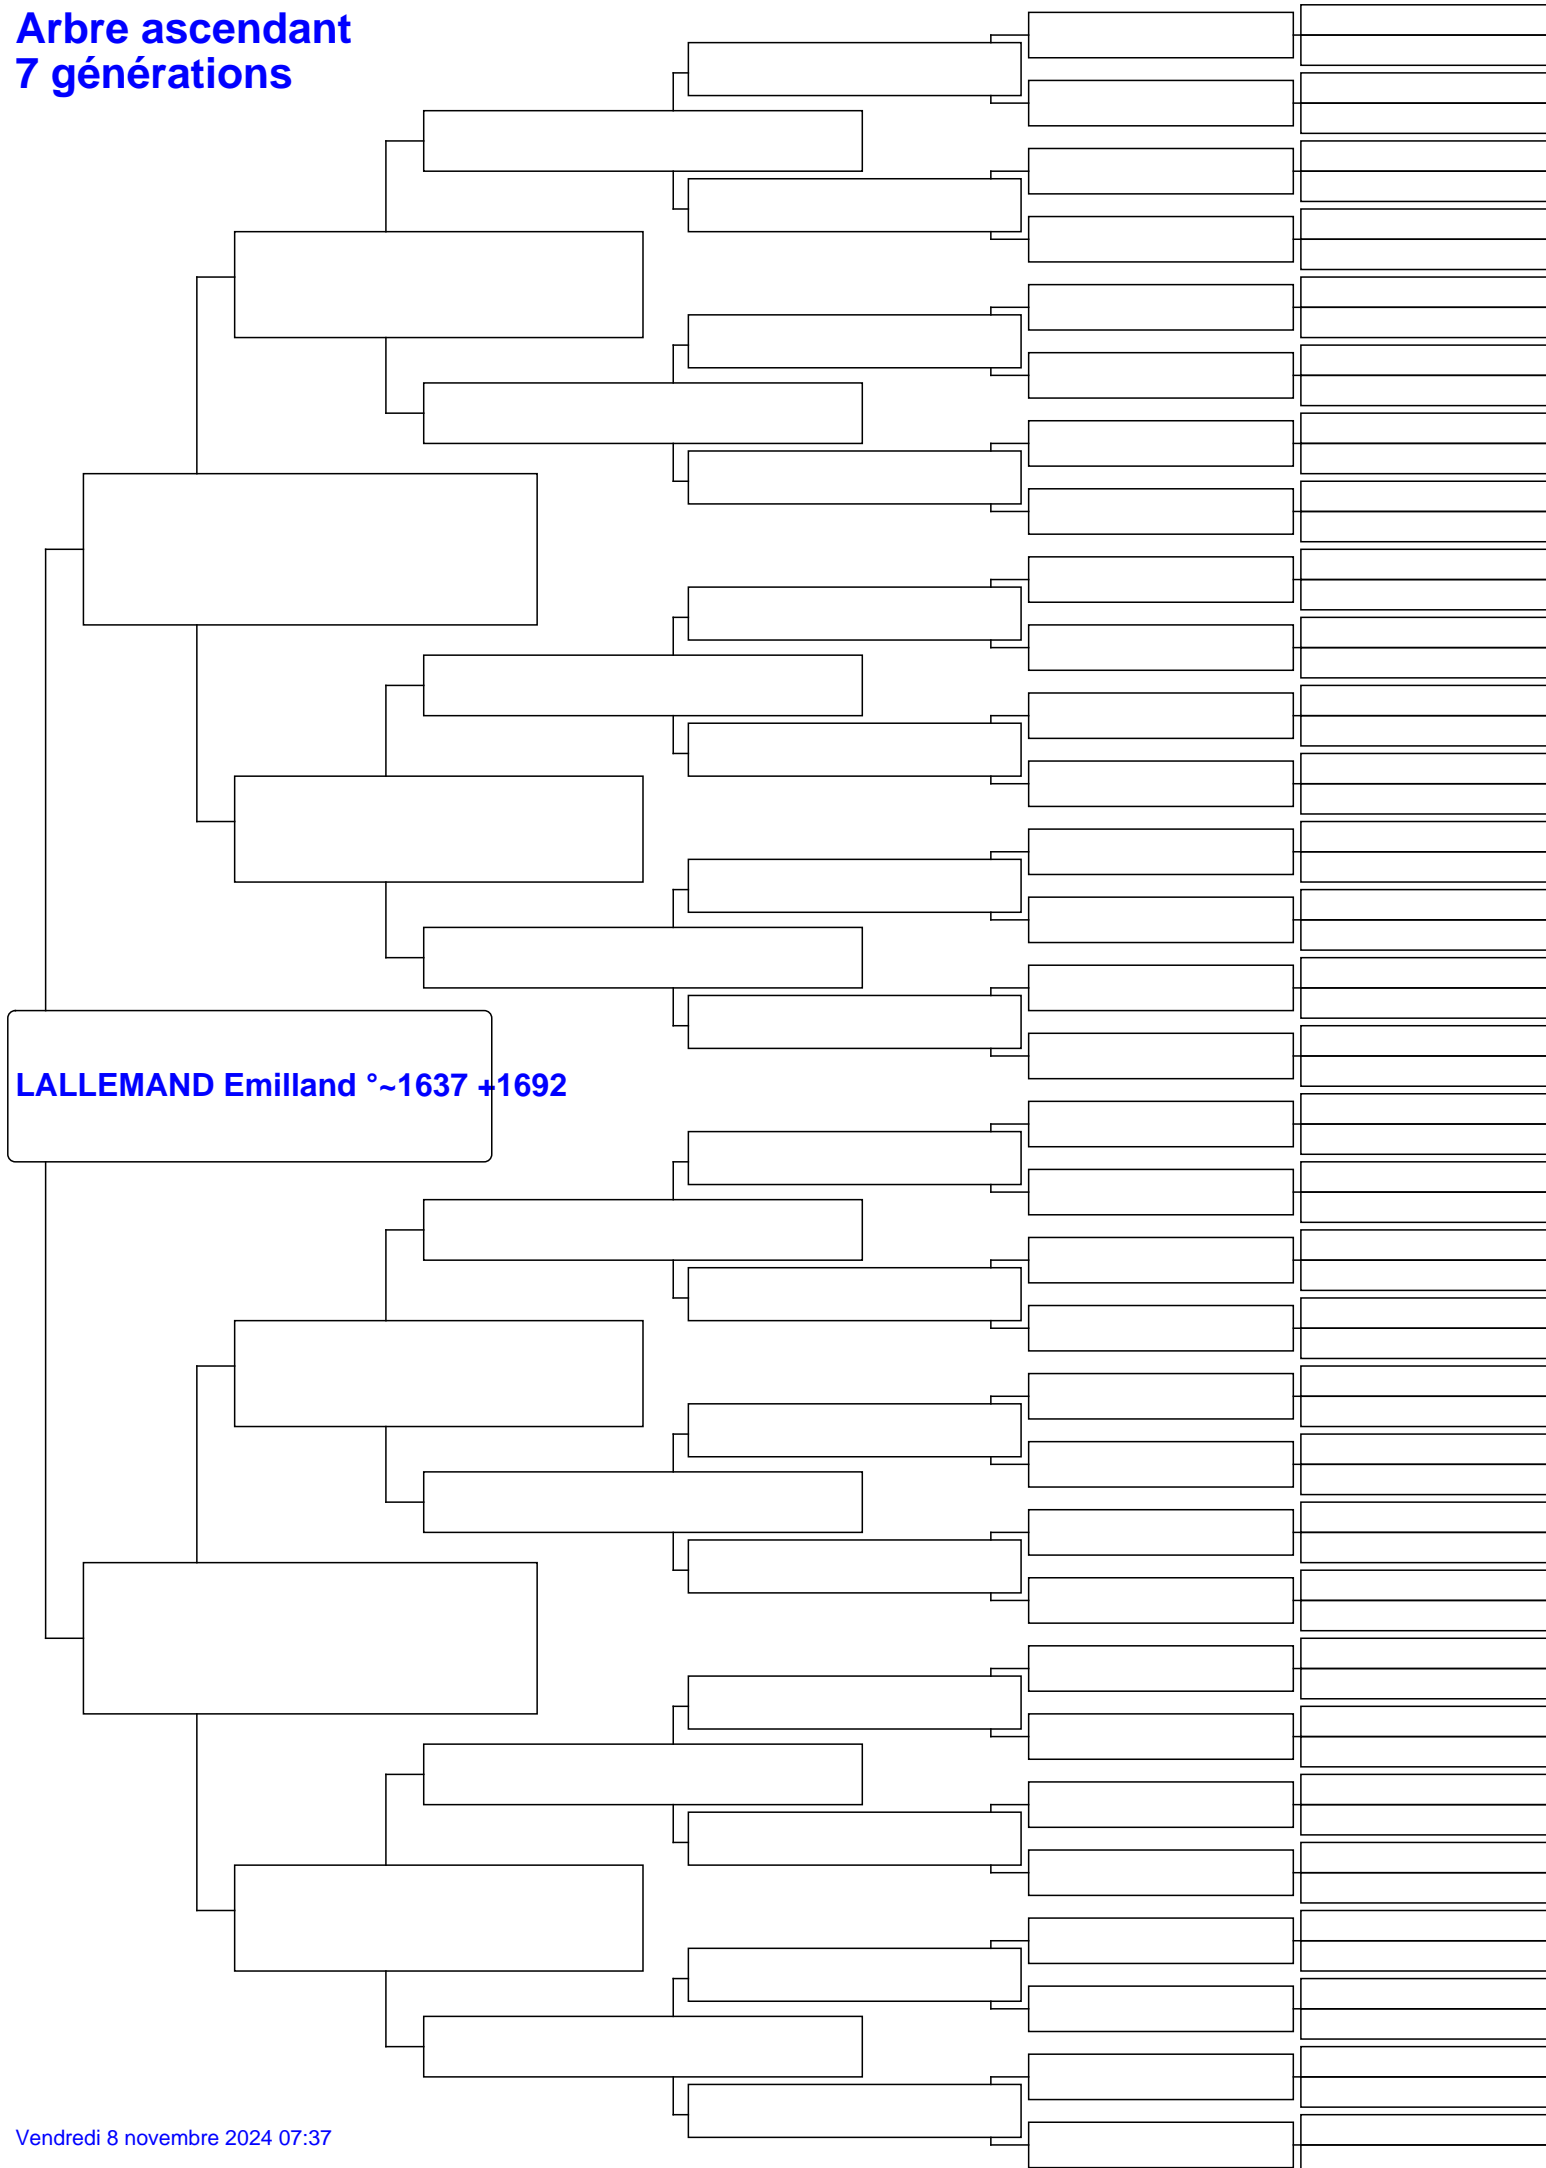 Arbre ascendant
7 générations
LALLEMAND Emilland °~1637 +1692
Vendredi 8 novembre 2024 07:37